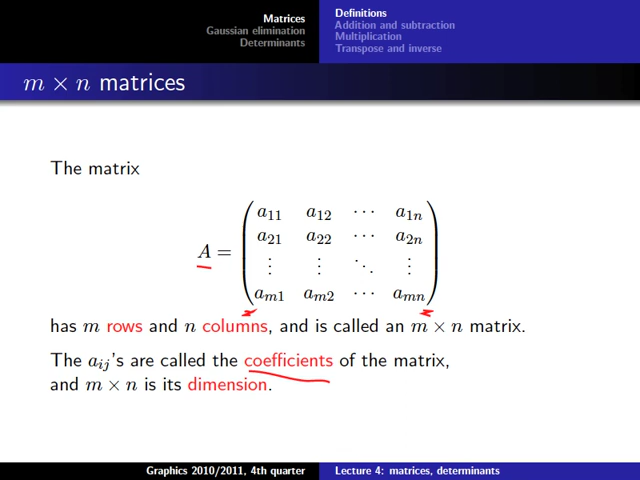 Matrices
Gaussian elimination
Determinants
Definitions
Addition and subtraction
Multiplication
Transpose and inverse
m × n matrices
The matrix
A = ( a₁₁ a₁₂ ⋯ a₁ₙ
a₂₁ a₂₂ ⋯ a₂ₙ
⋮ ⋮ ⋱ ⋮
aₘ₁ aₘ₂ ⋯ aₘₙ )
has m rows and n columns, and is called an m × n matrix.
The aᵢⱼ's are called the coefficients of the matrix,
and m × n is its dimension.
Graphics 2010/2011, 4th quarter
Lecture 4: matrices, determinants